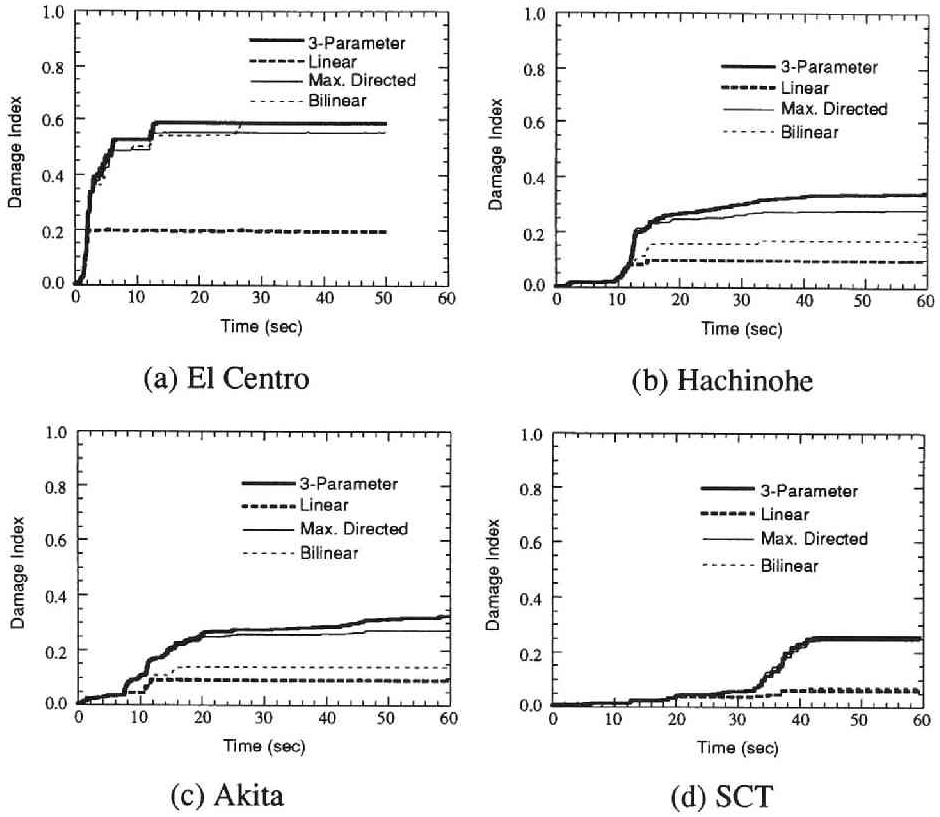 1.0
0.8
0.6
0.4
0.2
0.0
Damage Index
3-Parameter
Linear
Max. Directed
Bilinear
0 10 20 30 40 50 60
Time (sec)
(a) El Centro
1.0
0.8
0.6
0.4
0.2
0.0
Damage Index
3-Parameter
Linear
Max. Directed
Bilinear
0 10 20 30 40 50 60
Time (sec)
(b) Hachinohe
1.0
0.8
0.6
0.4
0.2
0.0
Damage Index
3-Parameter
Linear
Max. Directed
Bilinear
0 10 20 30 40 50 60
Time (sec)
(c) Akita
1.0
0.8
0.6
0.4
0.2
0.0
Damage Index
3-Parameter
Linear
Max. Directed
Bilinear
0 10 20 30 40 50 60
Time (sec)
(d) SCT